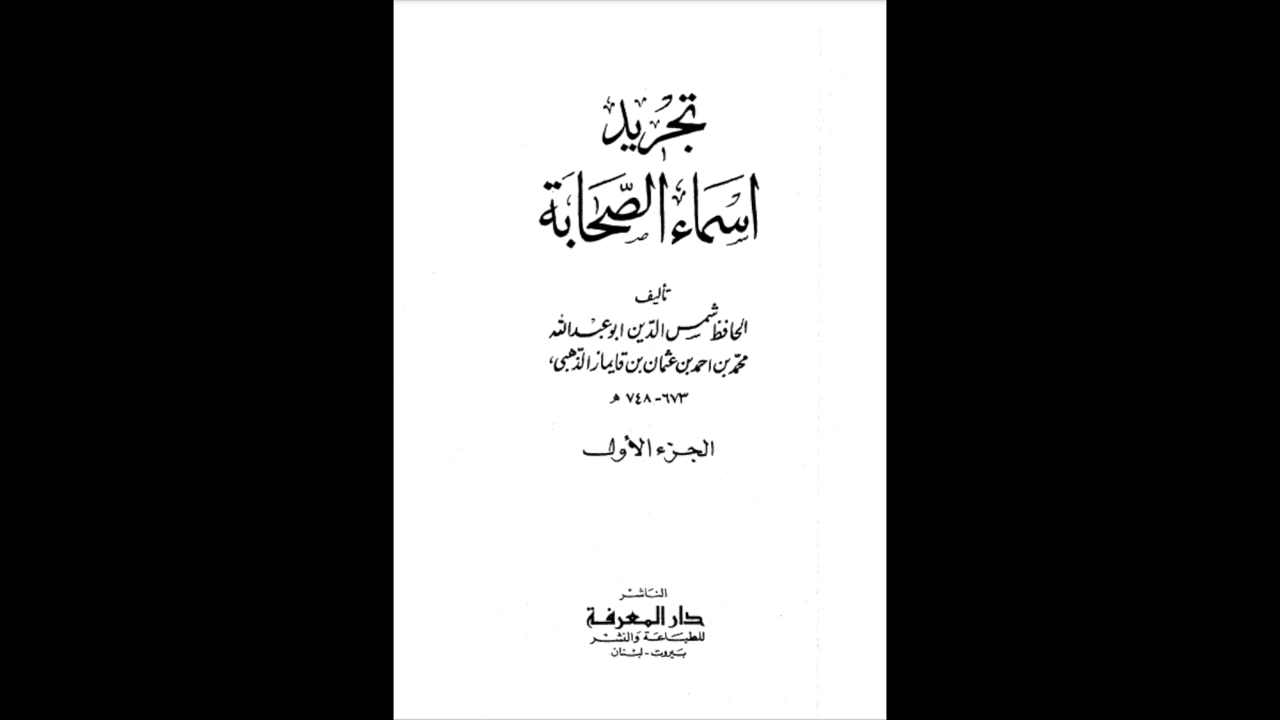 تجريد
اسماء الصحابة
تأليف
الحافظ شمس الدين ابو عبد الله
محمد بن احمد بن عثمان بن قايماز الذهبي،
٦٧٣-٧٤٨ هـ
الجزء الأول
الناشر
دار المعرفة
للطباعة والنشر
بيروت - لبنان